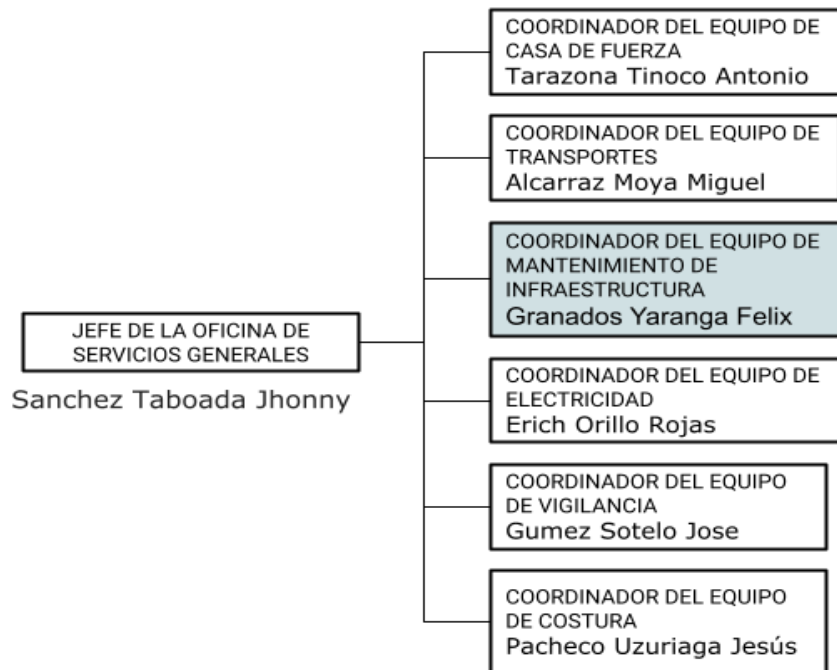 COORDINADOR DEL EQUIPO DE
CASA DE FUERZA
Tarazona Tinoco Antonio
COORDINADOR DEL EQUIPO DE
TRANSPORTES
Alcarraz Moya Miguel
COORDINADOR DEL EQUIPO DE
MANTENIMIENTO DE
INFRAESTRUCTURA
Granados Yaranga Felix
JEFE DE LA OFICINA DE
SERVICIOS GENERALES
Sanchez Taboada Jhonny
COORDINADOR DEL EQUIPO DE
ELECTRICIDAD
Erich Orillo Rojas
COORDINADOR DEL EQUIPO
DE VIGILANCIA
Gumez Sotelo Jose
COORDINADOR DEL EQUIPO
DE COSTURA
Pacheco Uzuriaga Jesús